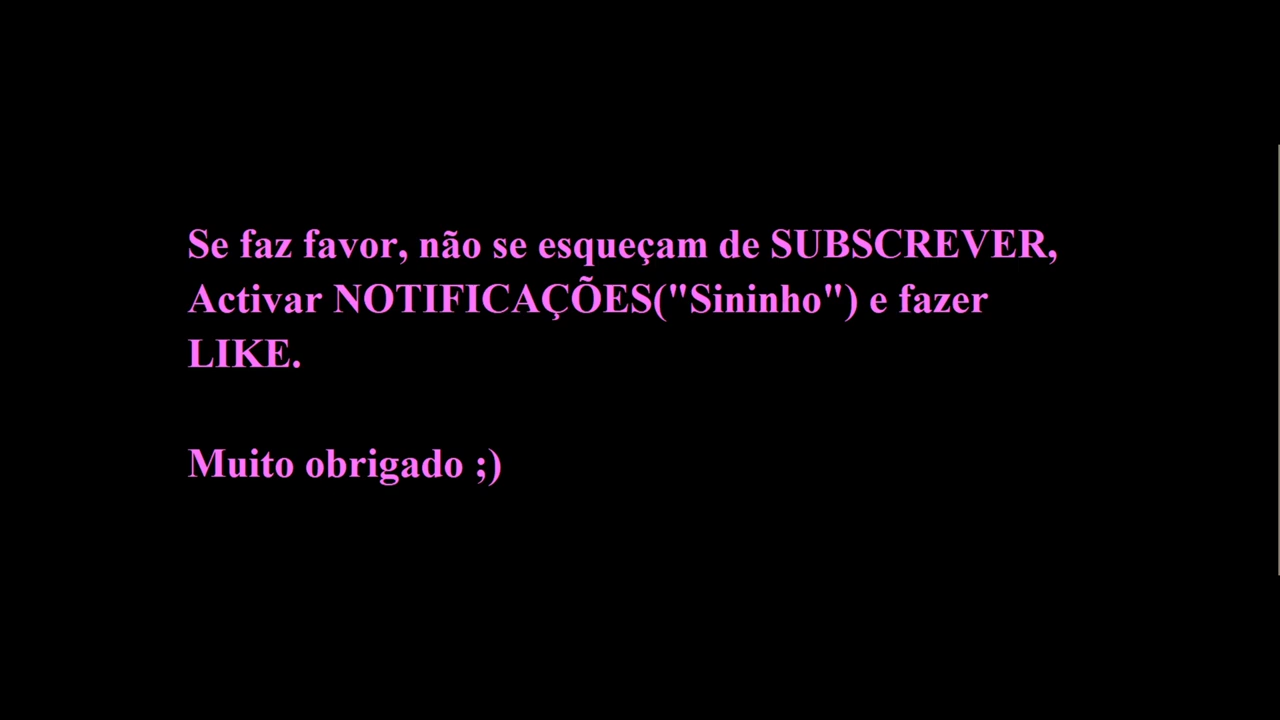 Se faz favor, não se esqueçam de SUBSCREVER,
Activar NOTIFICAÇÕES("Sininho") e fazer
LIKE.
Muito obrigado ;)